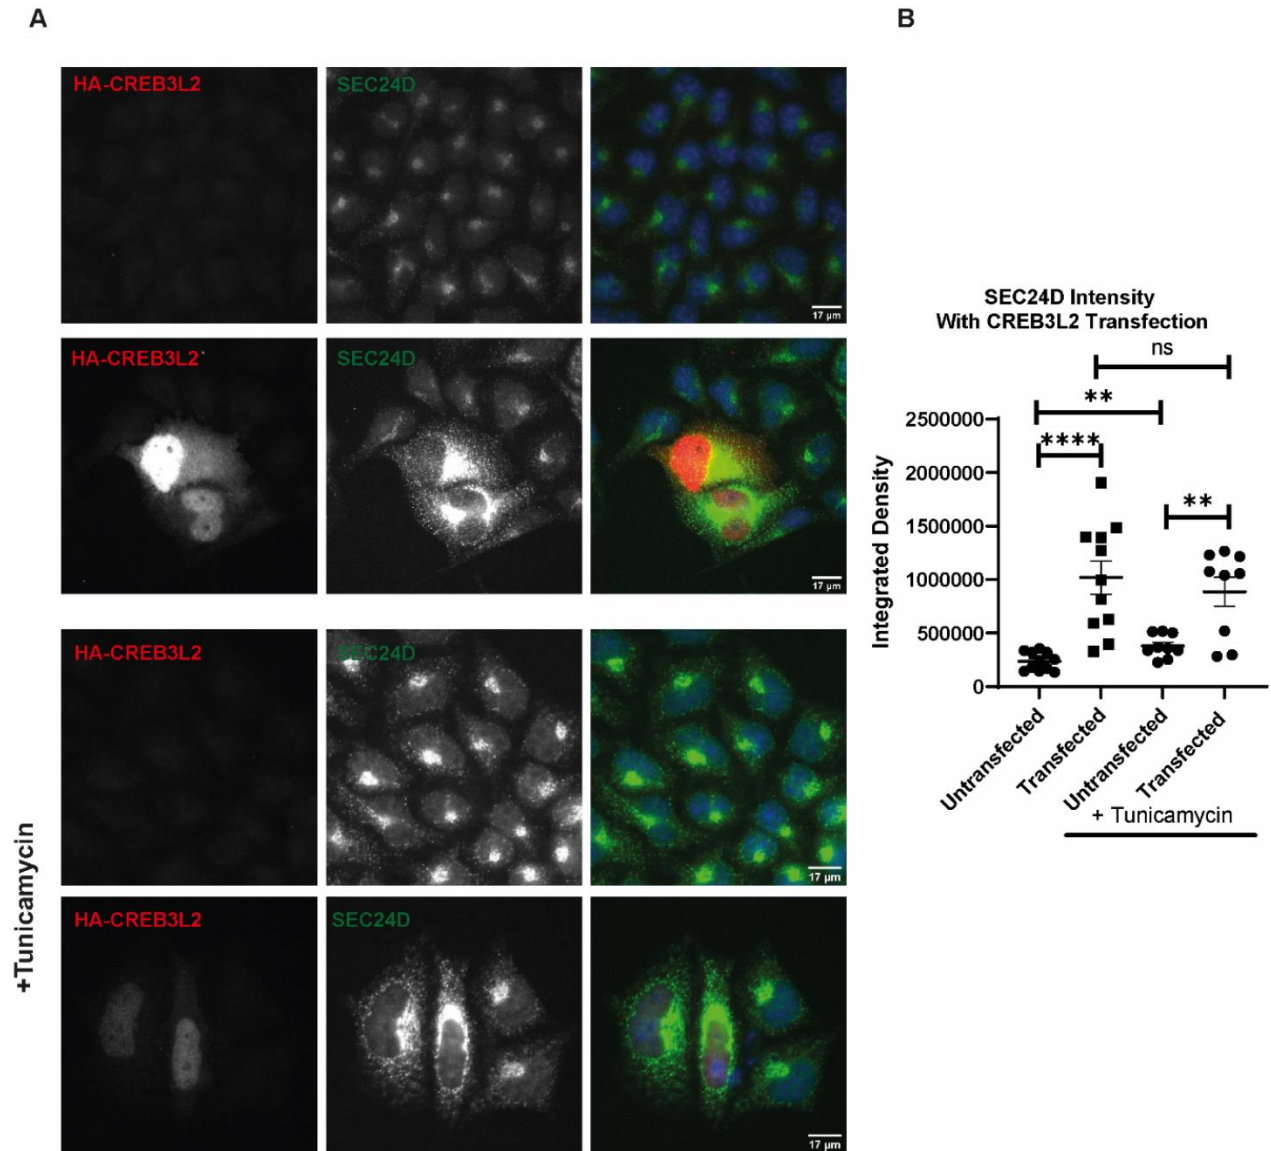 A
B
HA-CREB3L2
SEC24D
17 µm
HA-CREB3L2
SEC24D
17 µm
+Tunicamycin
HA-CREB3L2
SEC24D
17 µm
HA-CREB3L2
SEC24D
17 µm
SEC24D Intensity
With CREB3L2 Transfection
ns
**
****
**
Integrated Density
2500000
2000000
1500000
1000000
500000
0
Untransfected
Transfected
Untransfected
Transfected
+ Tunicamycin